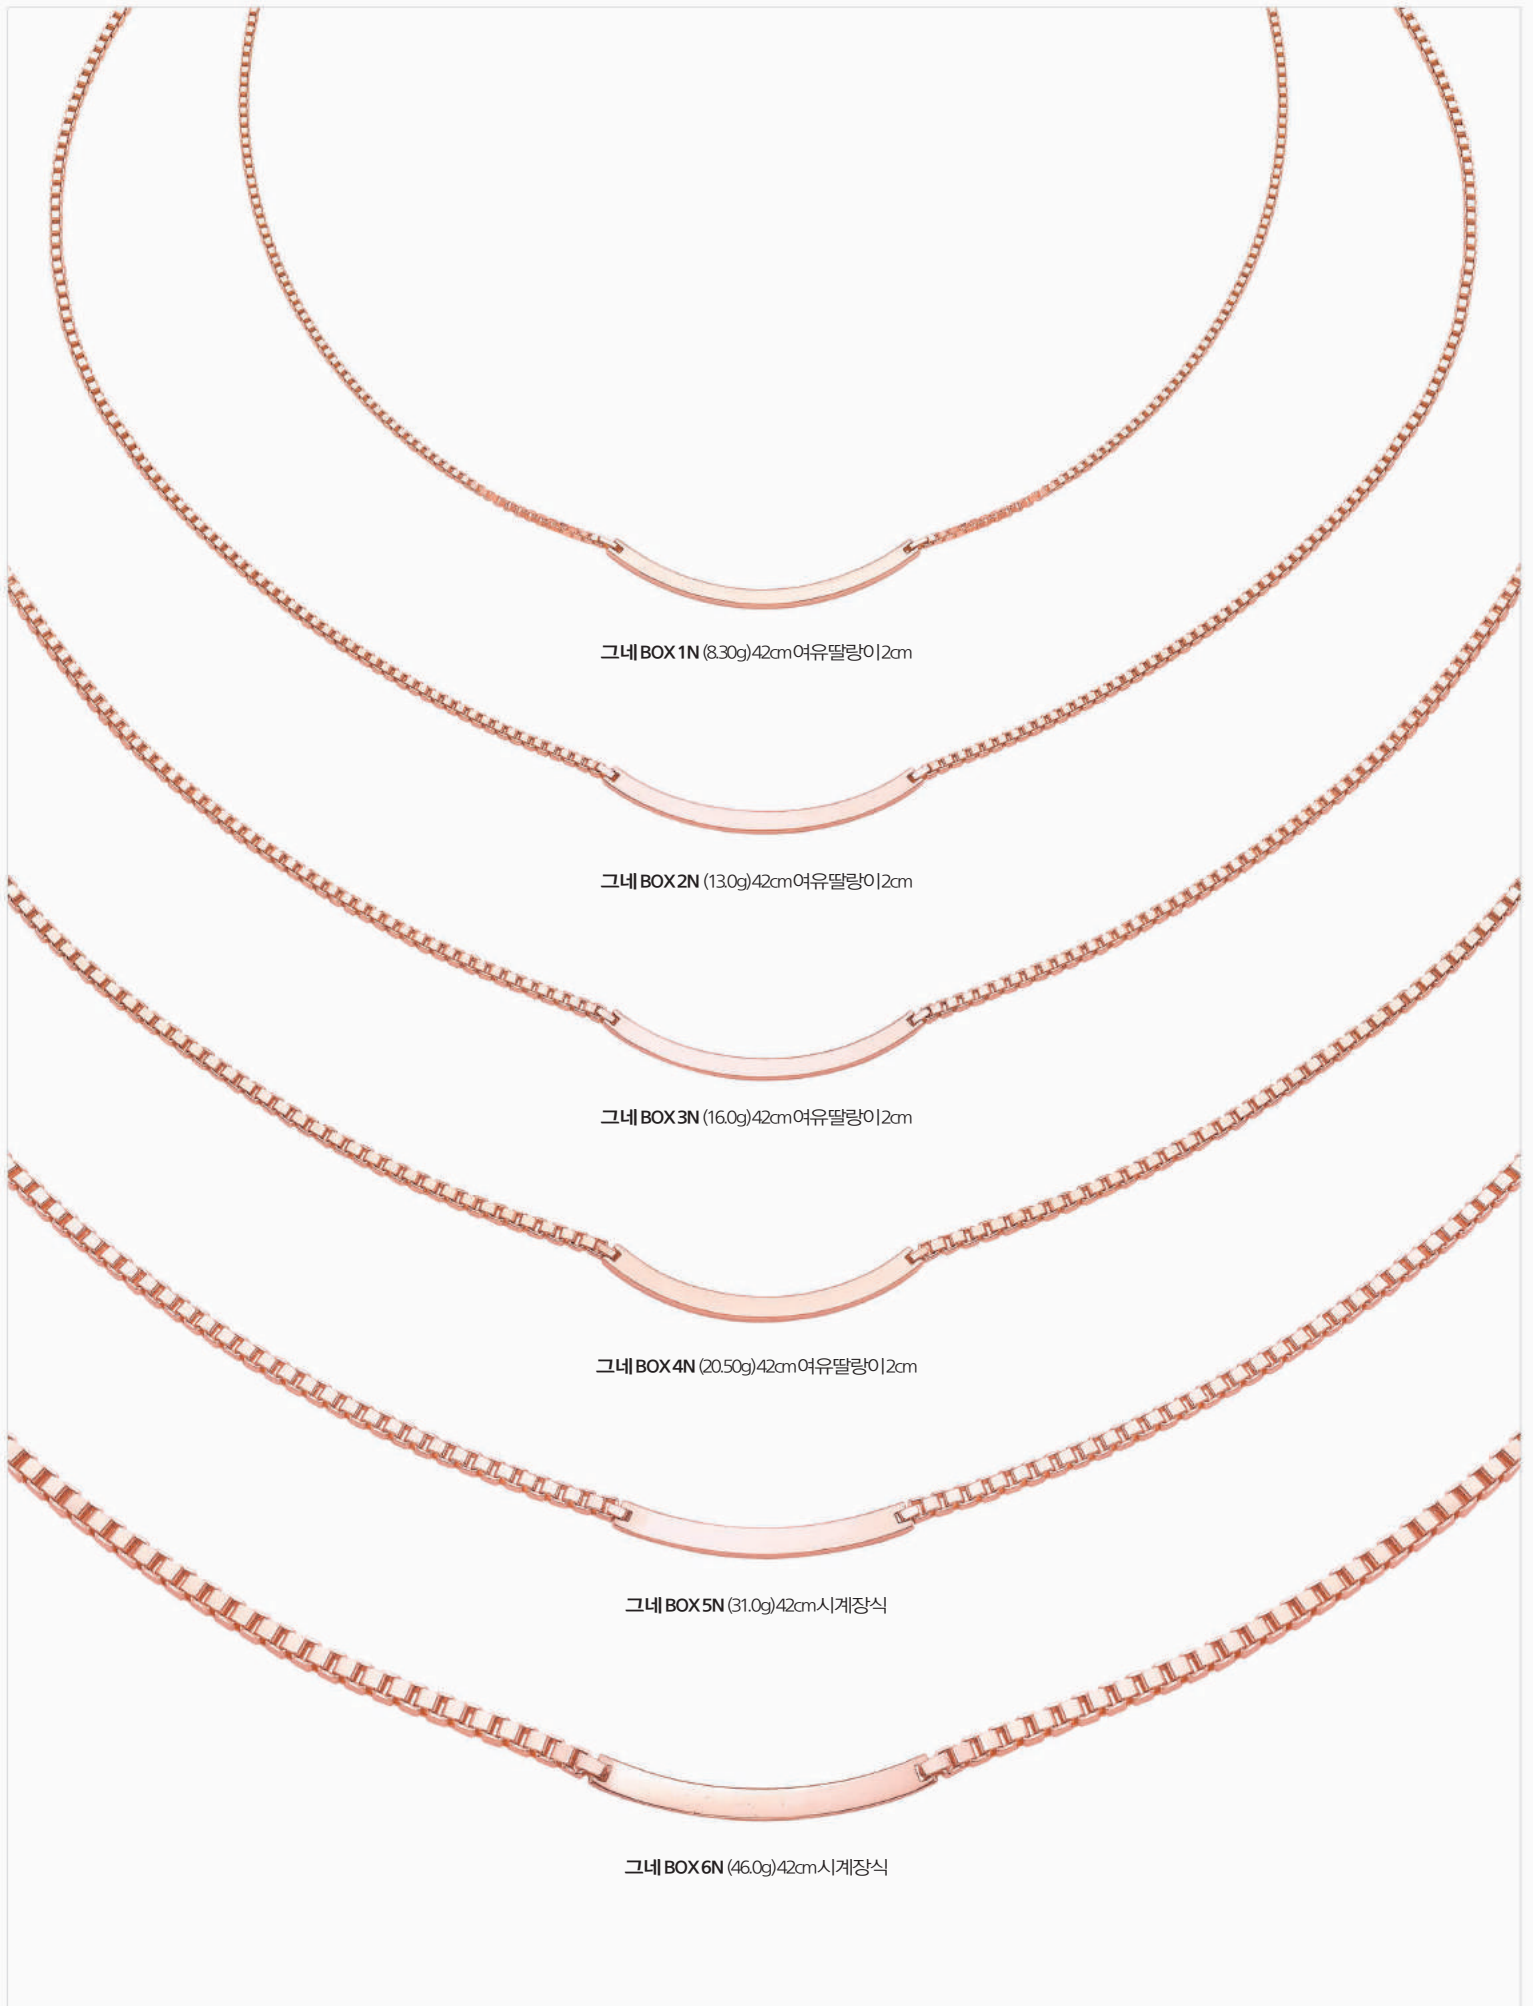 그네 BOX 1N (8.30g) 42cm 여유딸랑이 2cm
그네 BOX 2N (13.0g) 42cm 여유딸랑이 2cm
그네 BOX 3N (16.0g) 42cm 여유딸랑이 2cm
그네 BOX 4N (20.50g) 42cm 여유딸랑이 2cm
그네 BOX 5N (31.0g) 42cm 시계장식
그네 BOX 6N (46.0g) 42cm 시계장식